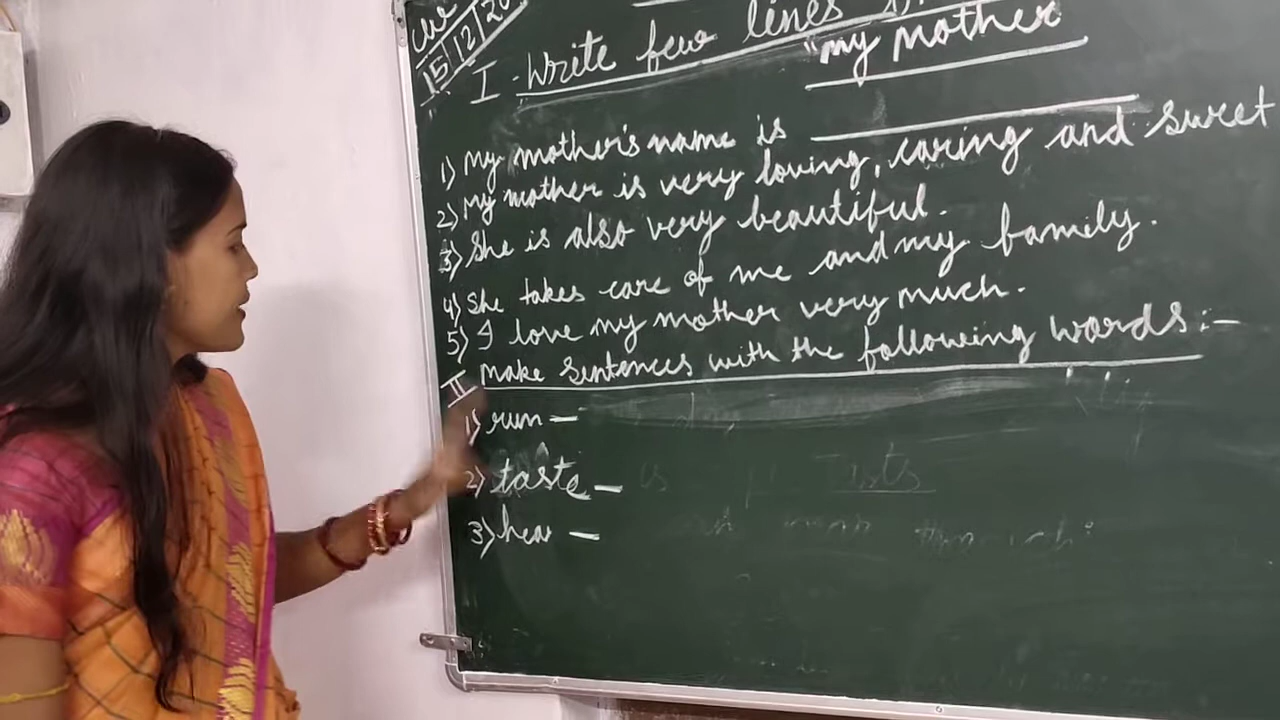 CW
15/12/20
I. Write few lines
"my Mother
1) My mother's name is
2) My mother is very loving, caring and sweet
3) She is also very beautiful.
4) She takes care of me and my family.
5) I love my mother very much.
II Make sentences with the following words:-
1) run -
2) taste -
3) hear -